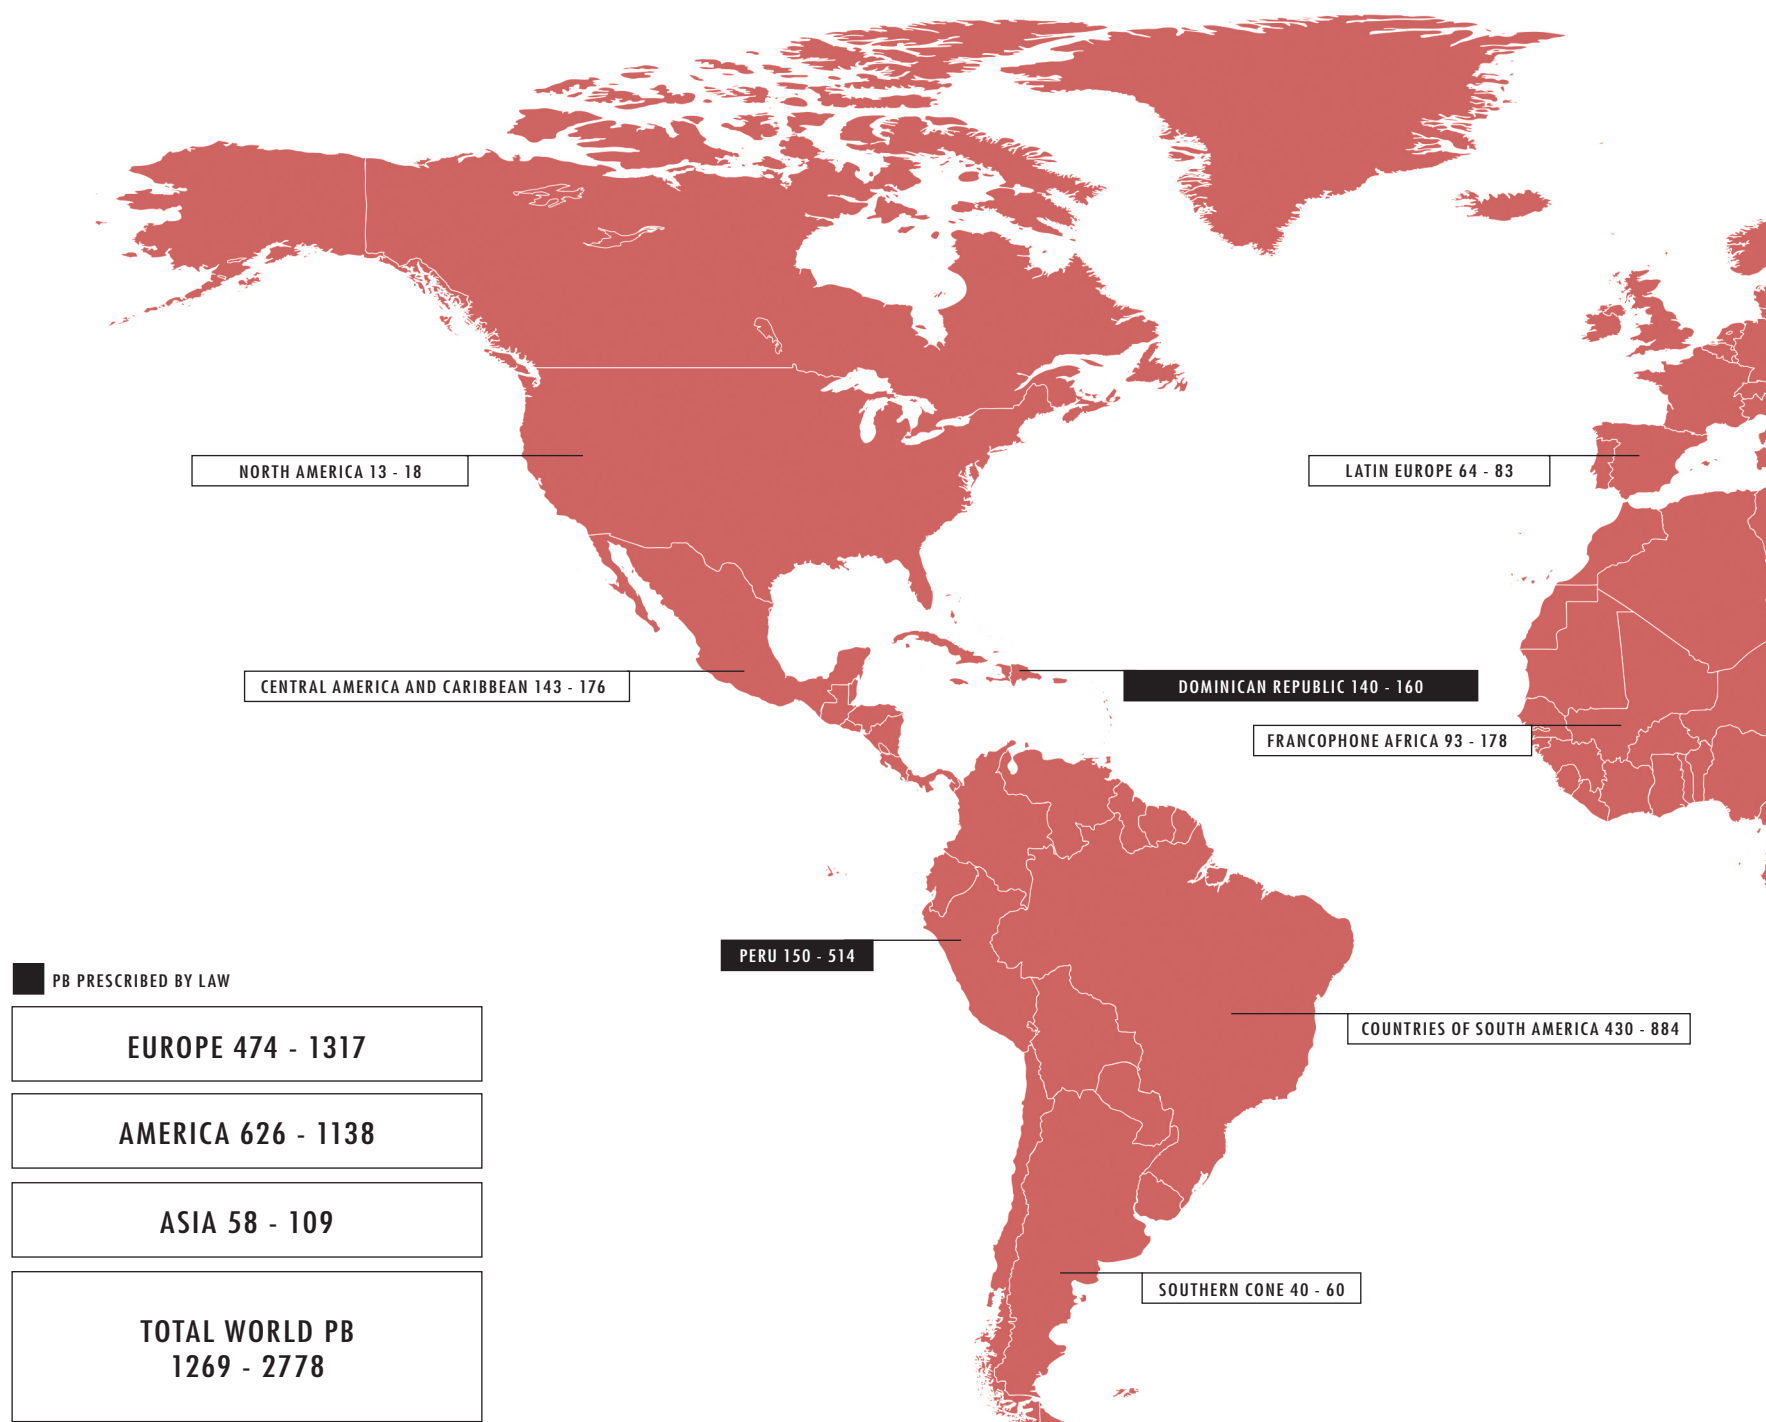 NORTH AMERICA 13 - 18
LATIN EUROPE 64 - 83
CENTRAL AMERICA AND CARIBBEAN 143 - 176
DOMINICAN REPUBLIC 140 - 160
FRANCOPHONE AFRICA 93 - 178
PERU 150 - 514
PB PRESCRIBED BY LAW
EUROPE 474 - 1317
COUNTRIES OF SOUTH AMERICA 430 - 884
AMERICA 626 - 1138
ASIA 58 - 109
SOUTHERN CONE 40 - 60
TOTAL WORLD PB
1269 - 2778